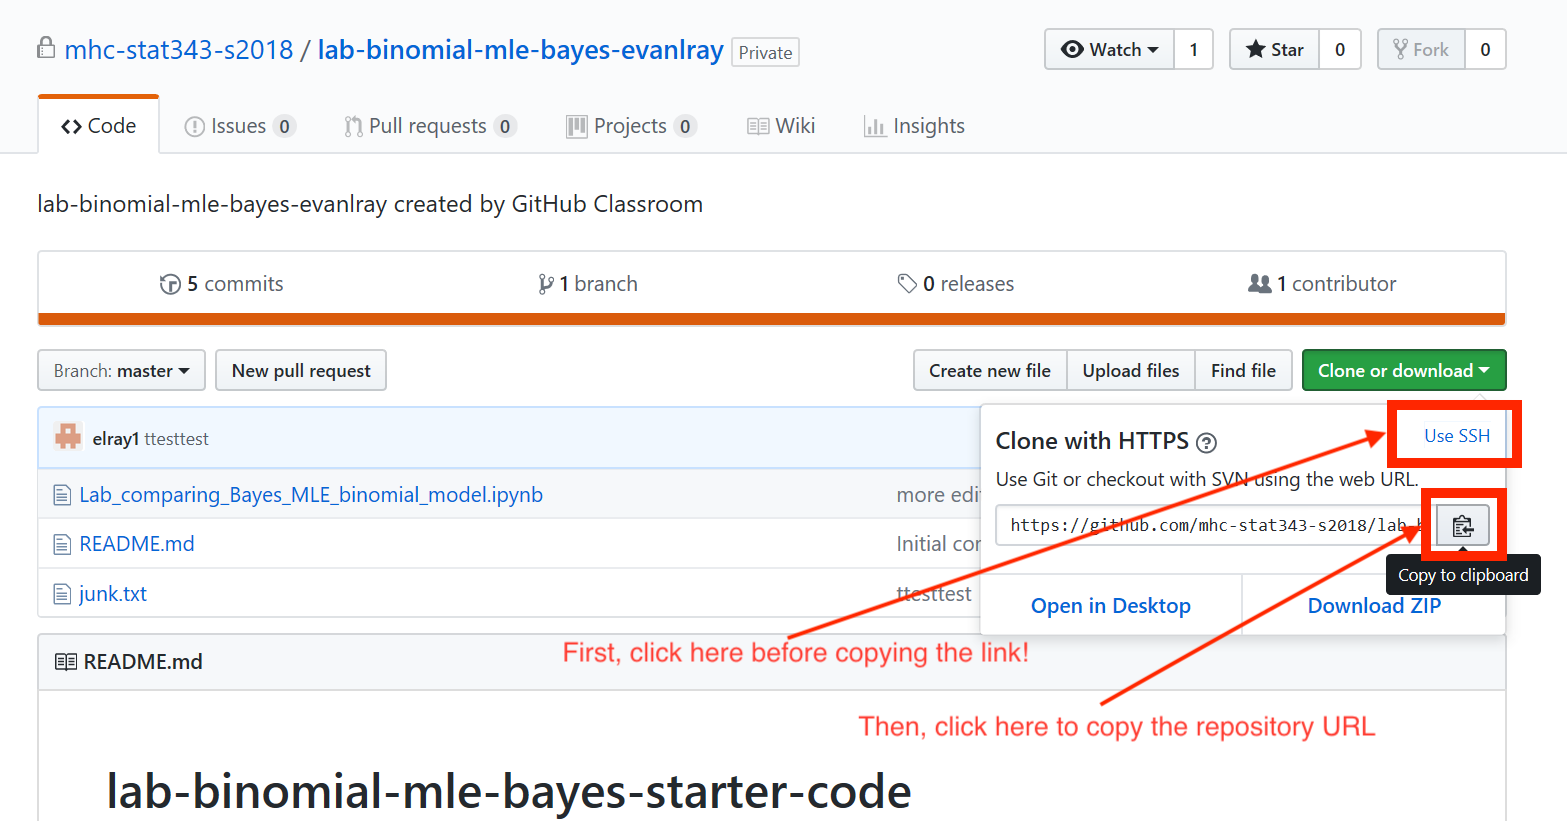 mhc-stat343-s2018 / lab-binomial-mle-bayes-evanlray Private
Watch 1 Star 0 Fork 0
Code Issues 0 Pull requests 0 Projects 0 Wiki Insights
lab-binomial-mle-bayes-evanlray created by GitHub Classroom
5 commits 1 branch 0 releases 1 contributor
Branch: master New pull request Create new file Upload files Find file Clone or download
elray1 ttesttest
Clone with HTTPS Use SSH
Use Git or checkout with SVN using the web URL.
Lab_comparing_Bayes_MLE_binomial_model.ipynb more edi
https://github.com/mhc-stat343-s2018/lab-b
README.md Initial
Copy to clipboard
junk.txt ttesttest
Open in Desktop Download ZIP
First, click here before copying the link!
README.md
Then, click here to copy the repository URL
lab-binomial-mle-bayes-starter-code